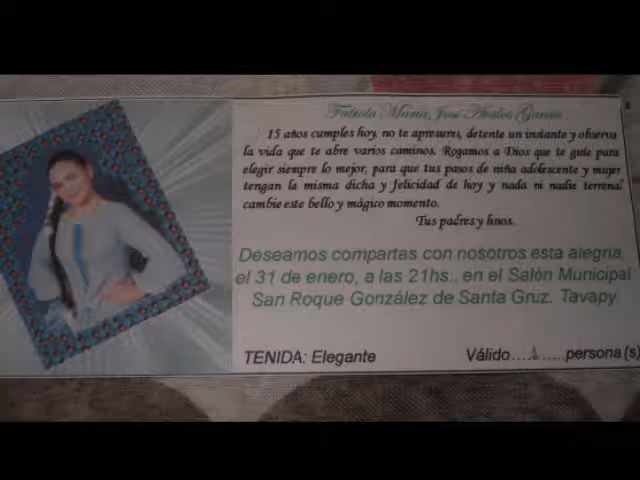 Fabiola María José Avalos Garcia
15 años cumples hoy, no te apresures, detente un instante y observa
la vida que te abre varios caminos. Rogamos a Dios que te guíe para
elegir siempre lo mejor, para que tus pasos de niña adolescente y mujer
tengan la misma dicha y felicidad de hoy y nada ni nadie terrenal
cambie este bello y mágico momento.
Tus padres y hnos.
Deseamos compartas con nosotros esta alegria,
el 31 de enero, a las 21hs., en el Salón Municipal
San Roque González de Santa Gruz. Tavapy
TENIDA: Elegante
Válido.... .....persona (s)